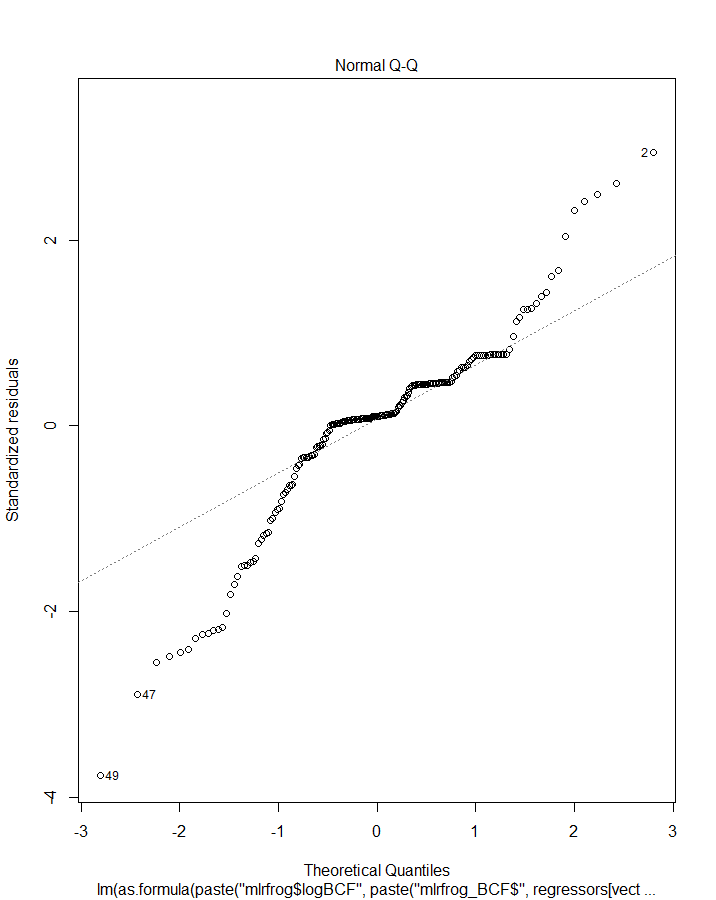 Normal Q-Q
2
47
49
Standardized residuals
2
0
-2
-4
-3 -2 -1 0 1 2 3
Theoretical Quantiles
lm(as.formula(paste("mlrfrog$logBCF", paste("mlrfrog_BCF$", regressors[vect ...